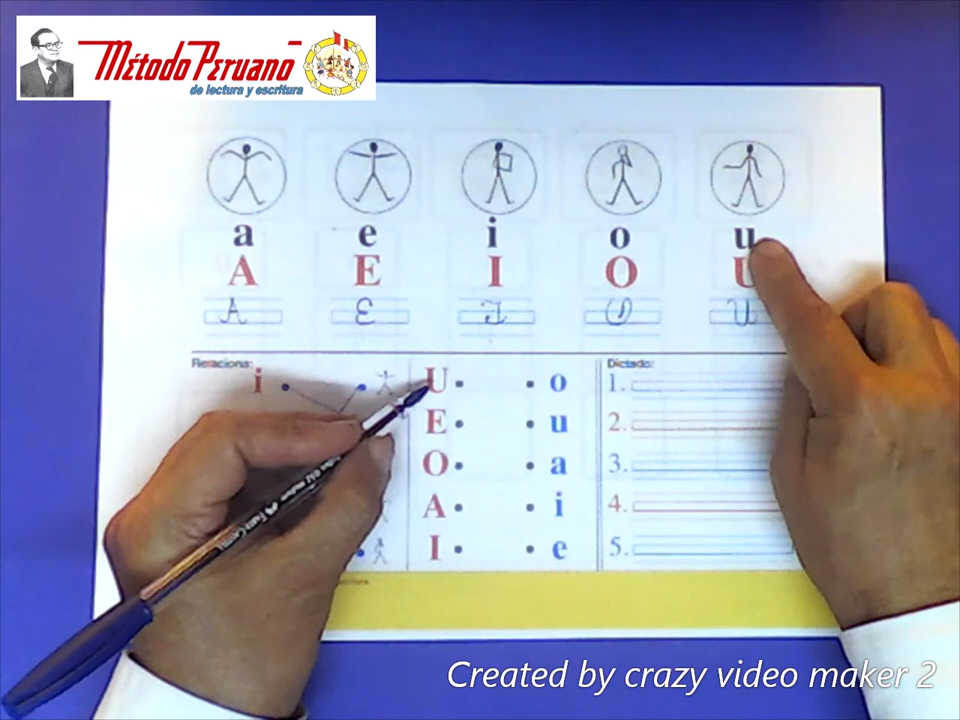 Método Peruano
de lectura y escritura
a e i o u
A E I O U
A E I O U
Relaciona: Dictado:
i U o 1.
E u 2.
O a 3.
A i 4.
I e 5.
Created by crazy video maker 2